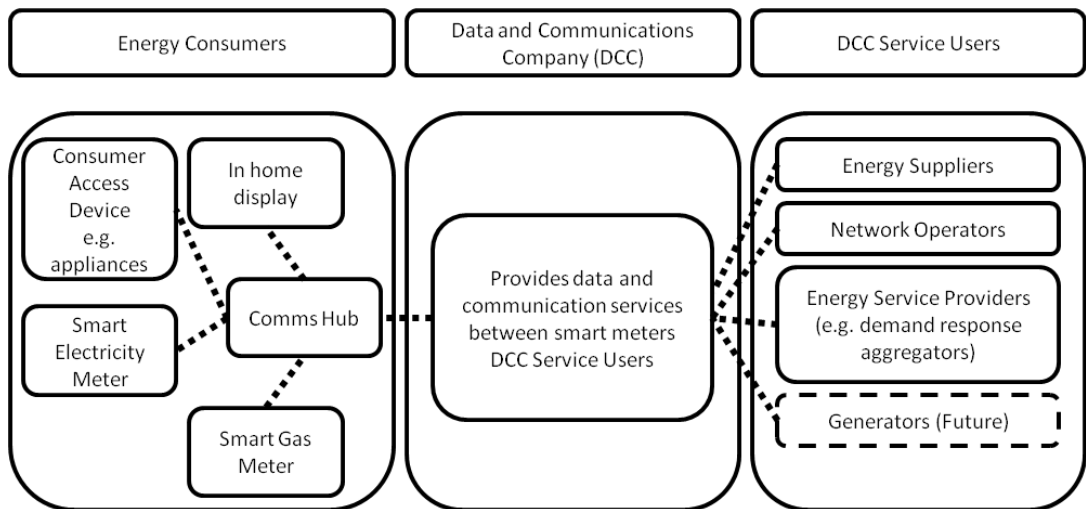 Energy Consumers
Data and Communications
Company (DCC)
DCC Service Users
Consumer
Access
Device
e.g.
appliances
In home
display
Smart
Electricity
Meter
Comms Hub
Smart Gas
Meter
Provides data and
communication services
between smart meters
DCC Service Users
Energy Suppliers
Network Operators
Energy Service Providers
(e.g. demand response
aggregators)
Generators (Future)